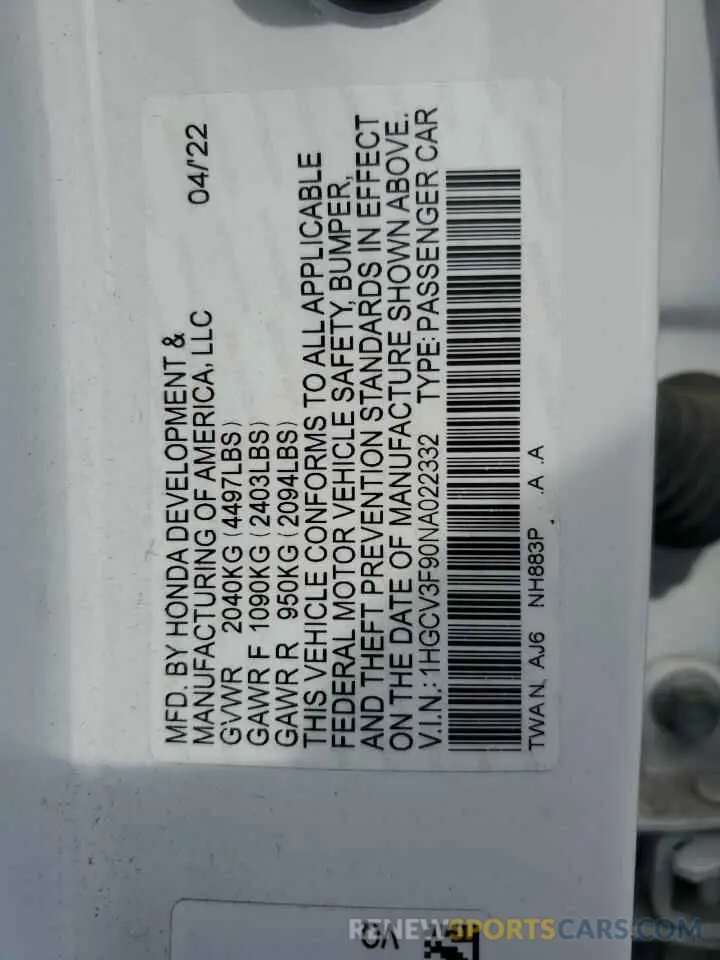 MFD. BY HONDA DEVELOPMENT &
MANUFACTURING OF AMERICA, LLC 04/'22
GVWR 2040KG (4497LBS)
GAWR F 1090KG (2403LBS)
GAWR R 950KG (2094LBS)
THIS VEHICLE CONFORMS TO ALL APPLICABLE
FEDERAL MOTOR VEHICLE SAFETY, BUMPER,
AND THEFT PREVENTION STANDARDS IN EFFECT
ON THE DATE OF MANUFACTURE SHOWN ABOVE.
V.I.N.: 1HGCV3F90NA022332 TYPE: PASSENGER CAR
TWAN AJ6 NH883P .A .A
VQ
RENEWSPORTSCARS.COM